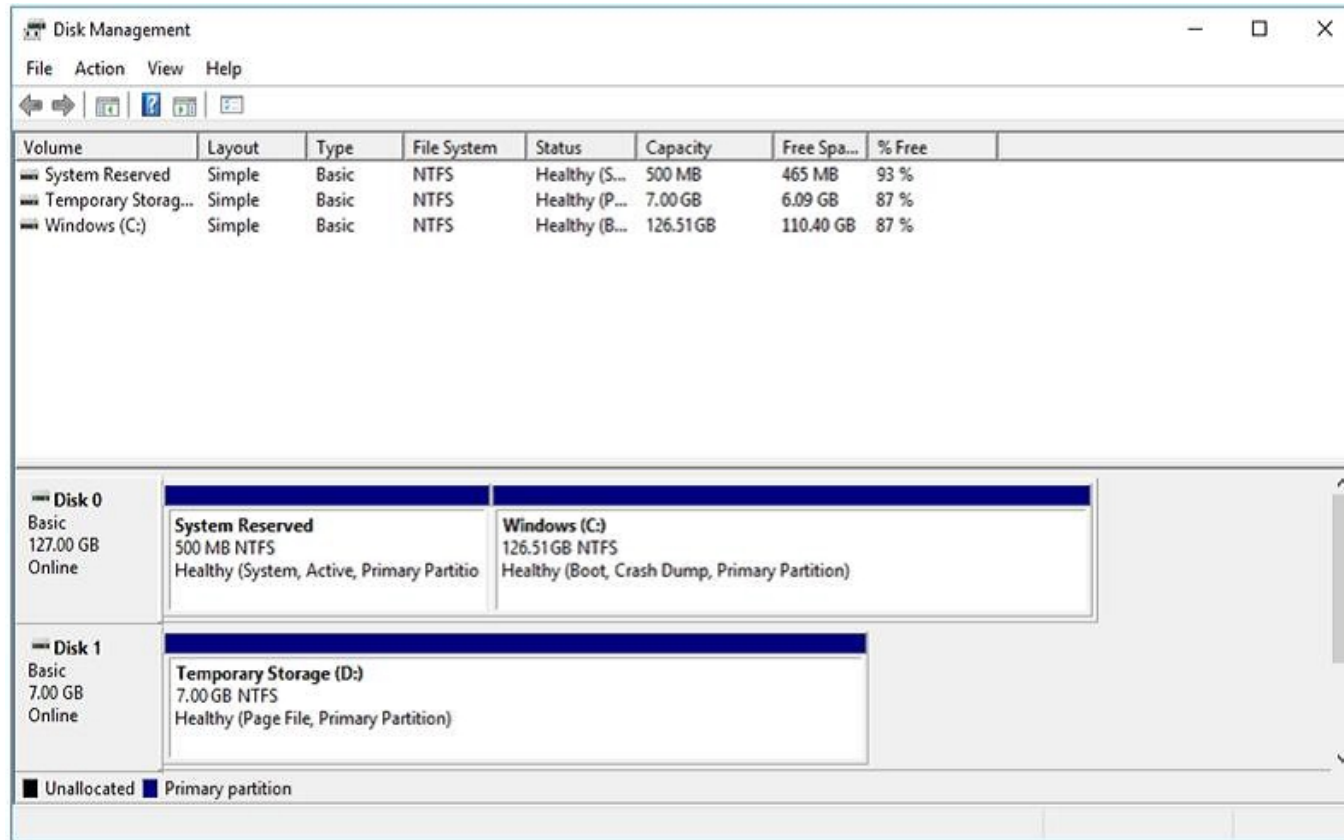 Disk Management
File Action View Help
Volume Layout Type File System Status Capacity Free Spa... % Free
System Reserved Simple Basic NTFS Healthy (S... 500 MB 465 MB 93 %
Temporary Storag... Simple Basic NTFS Healthy (P... 7.00 GB 6.09 GB 87 %
Windows (C:) Simple Basic NTFS Healthy (B... 126.51 GB 110.40 GB 87 %
Disk 0
Basic
127.00 GB
Online
System Reserved
500 MB NTFS
Healthy (System, Active, Primary Partitio
Windows (C:)
126.51 GB NTFS
Healthy (Boot, Crash Dump, Primary Partition)
Disk 1
Basic
7.00 GB
Online
Temporary Storage (D:)
7.00 GB NTFS
Healthy (Page File, Primary Partition)
Unallocated Primary partition